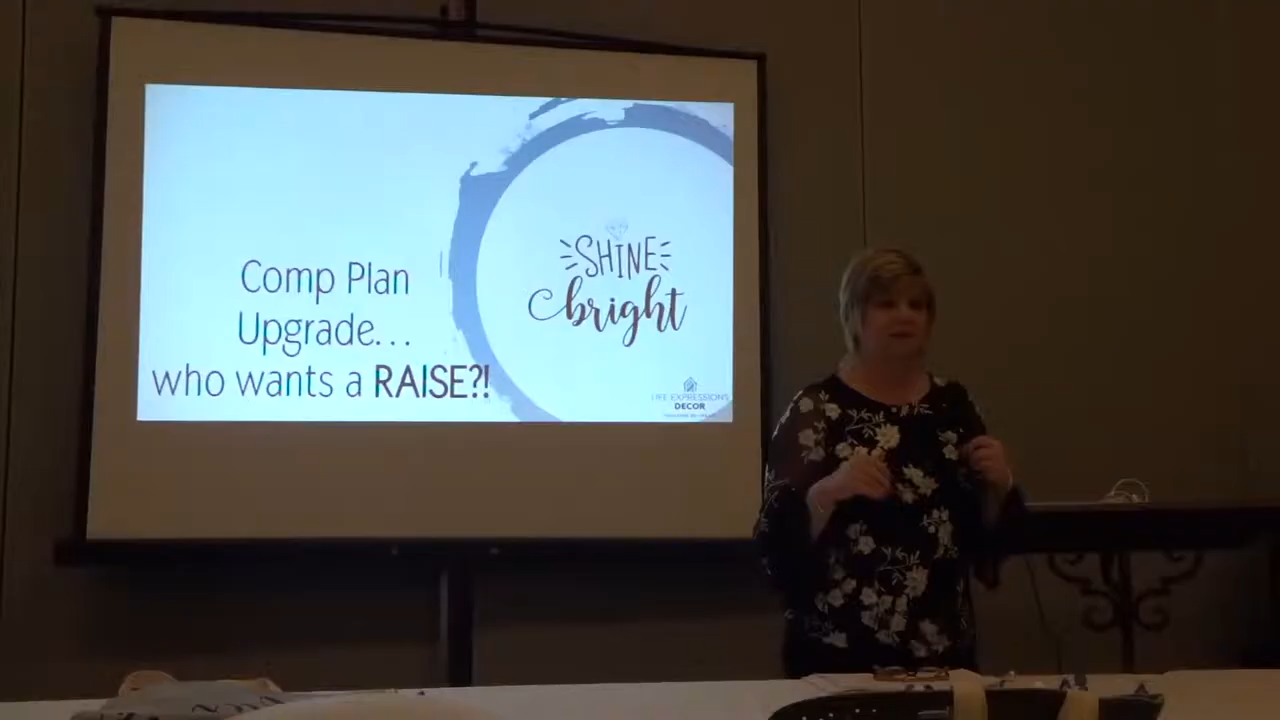 Comp Plan
Upgrade...
who wants a RAISE?!
SHINE
bright
LIFE EXPRESSIONS
DECOR